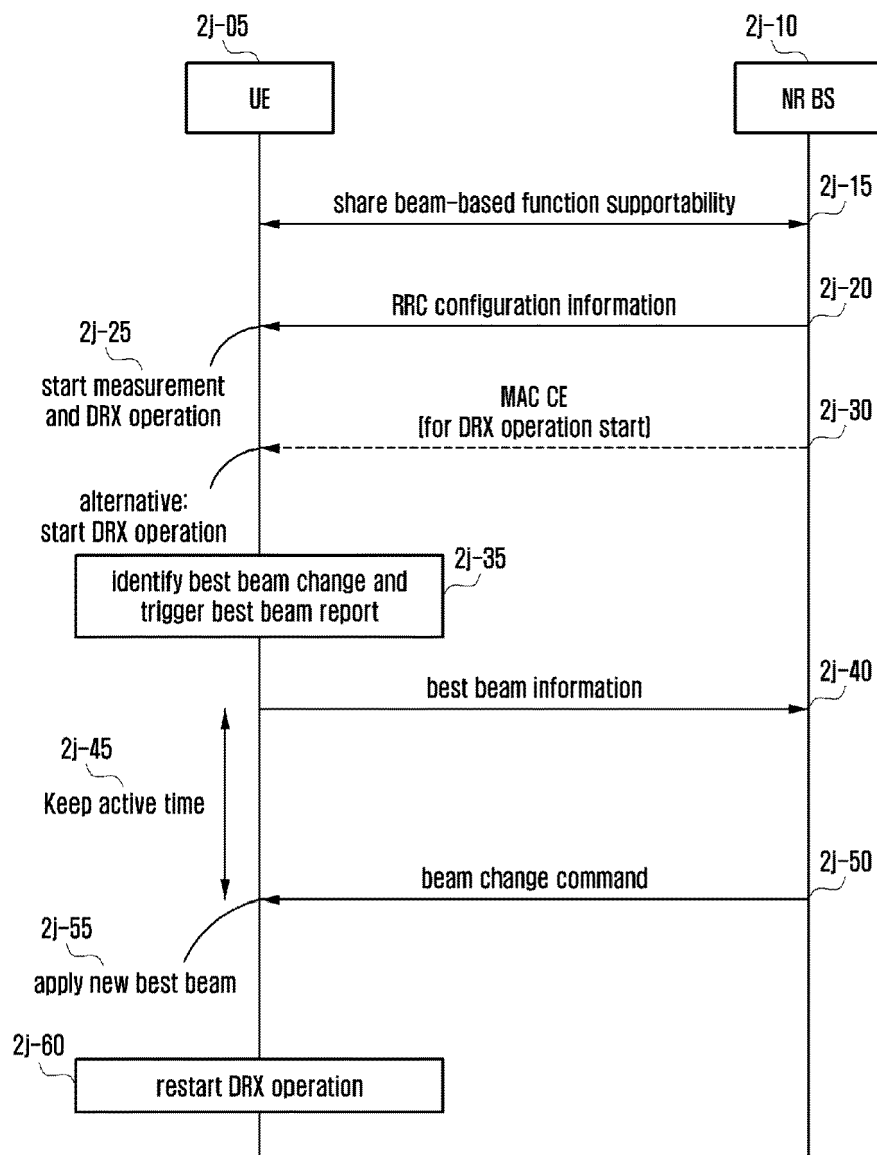 2j-05
2j-10
UE
NR BS
2j-15
share beam-based function supportability
2j-20
RRC configuration information
2j-25
start measurement
and DRX operation
MAC CE
[for DRX operation start]
2j-30
alternative:
start DRX operation
2j-35
identify best beam change and
trigger best beam report
2j-40
best beam information
2j-45
Keep active time
2j-50
beam change command
2j-55
apply new best beam
2j-60
restart DRX operation